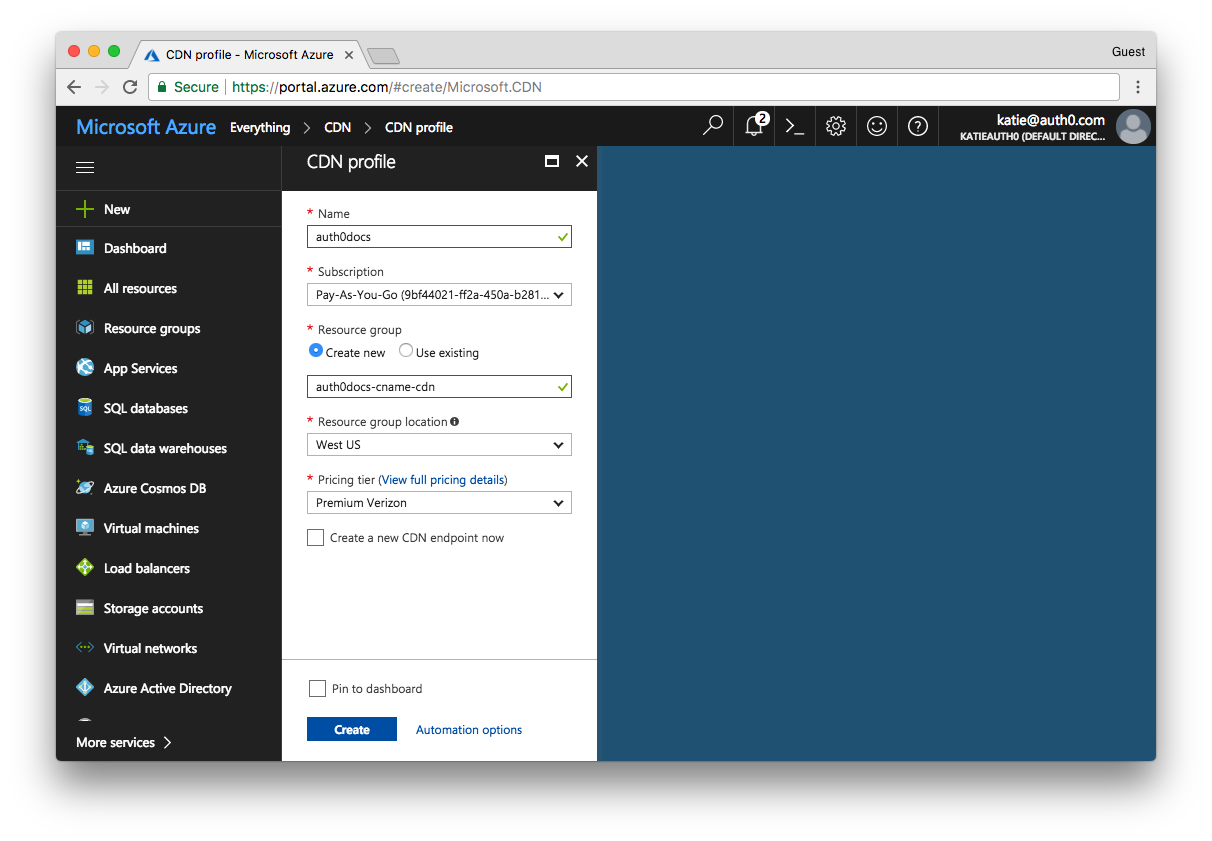 CDN profile - Microsoft Azure
Guest
Secure https://portal.azure.com/#create/Microsoft.CDN
Microsoft Azure Everything > CDN > CDN profile
2
katie@auth0.com
KATIEAUTH0 (DEFAULT DIREC...
CDN profile
New
Dashboard
All resources
Resource groups
App Services
SQL databases
SQL data warehouses
Azure Cosmos DB
Virtual machines
Load balancers
Storage accounts
Virtual networks
Azure Active Directory
More services >
* Name
auth0docs
* Subscription
Pay-As-You-Go (9bf44021-ff2a-450a-b281...
* Resource group
Create new Use existing
auth0docs-cname-cdn
* Resource group location
West US
* Pricing tier (View full pricing details)
Premium Verizon
Create a new CDN endpoint now
Pin to dashboard
Create Automation options